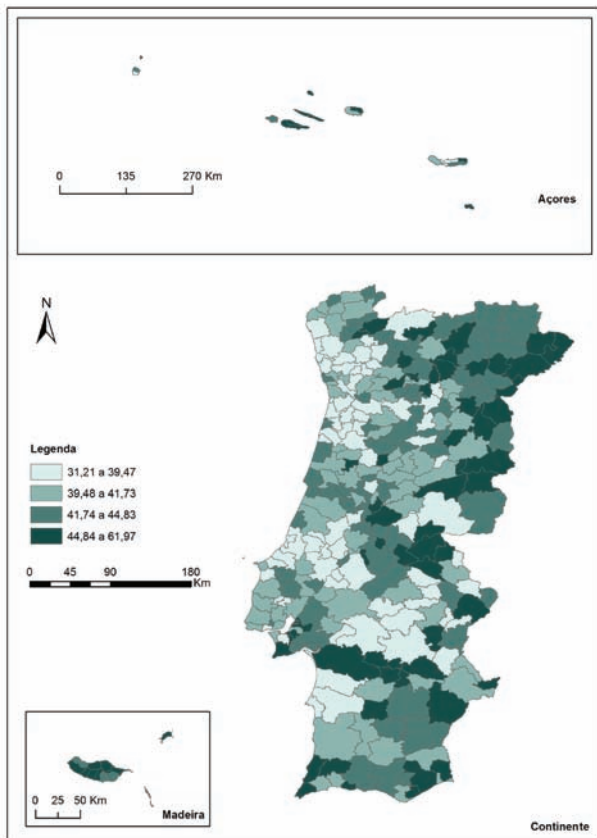 0 135 270 Km
Açores
N
Legenda
31,21 a 39,47
39,48 a 41,73
41,74 a 44,83
44,84 a 61,97
0 45 90 180
Km
0 25 50 Km
Madeira
Continente